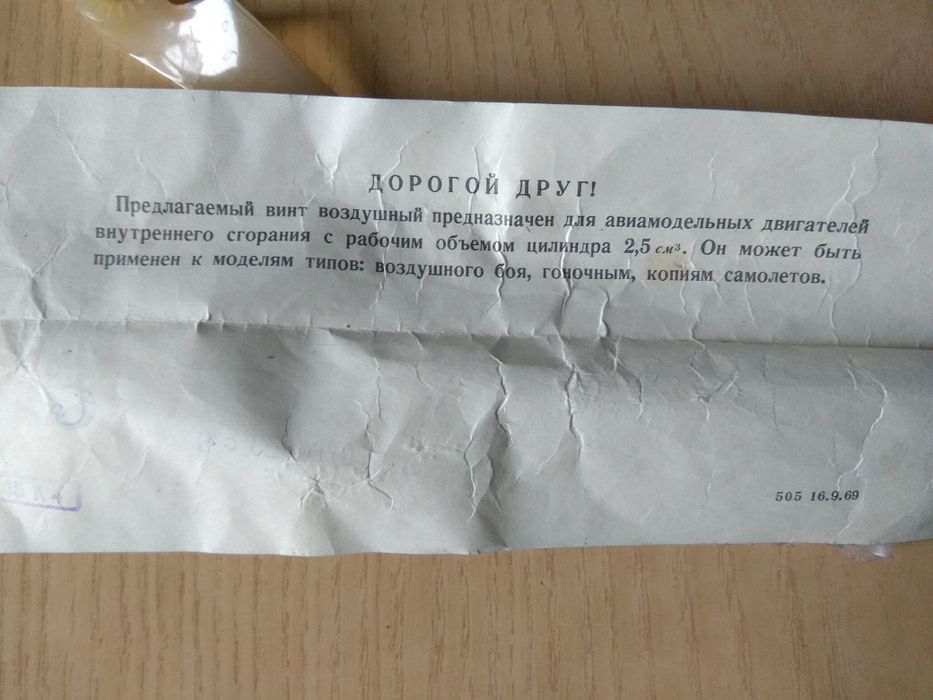 ДОРОГОЙ ДРУГ!
Предлагаемый винт воздушный предназначен для авиамодельных двигателей
внутреннего сгорания с рабочим объемом цилиндра 2,5 см³. Он может быть
применен к моделям типов: воздушного боя, гоночным, копиям самолетов.
505 16.9.69